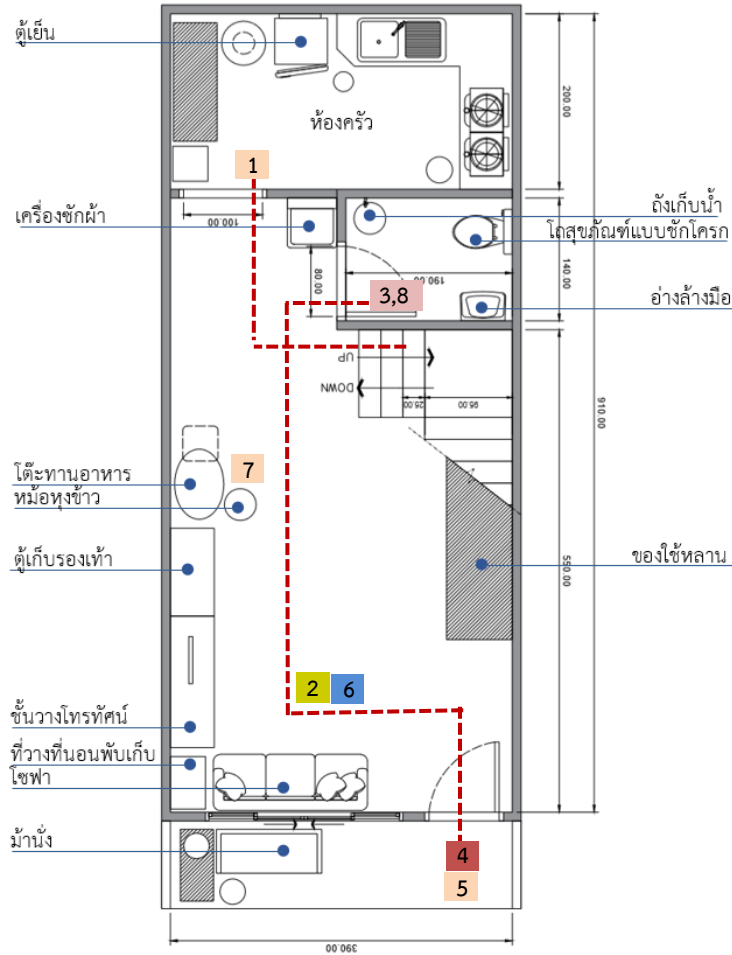 ตู้เย็น
ห้องครัว
200.00
1
เครื่องซักผ้า
100.00
ถังเก็บน้ำ
โถสุขภัณฑ์แบบชักโครก
80.00
190.00
140.00
3,8
อ่างล้างมือ
UP
DOWN
25.00
95.00
910.00
7
โต๊ะทานอาหาร
หม้อหุงข้าว
ตู้เก็บรองเท้า
ของใช้หลาน
550.00
2
6
ชั้นวางโทรทัศน์
ที่วางที่นอนพับเก็บ
โซฟา
ม้านั่ง
4
5
390.00